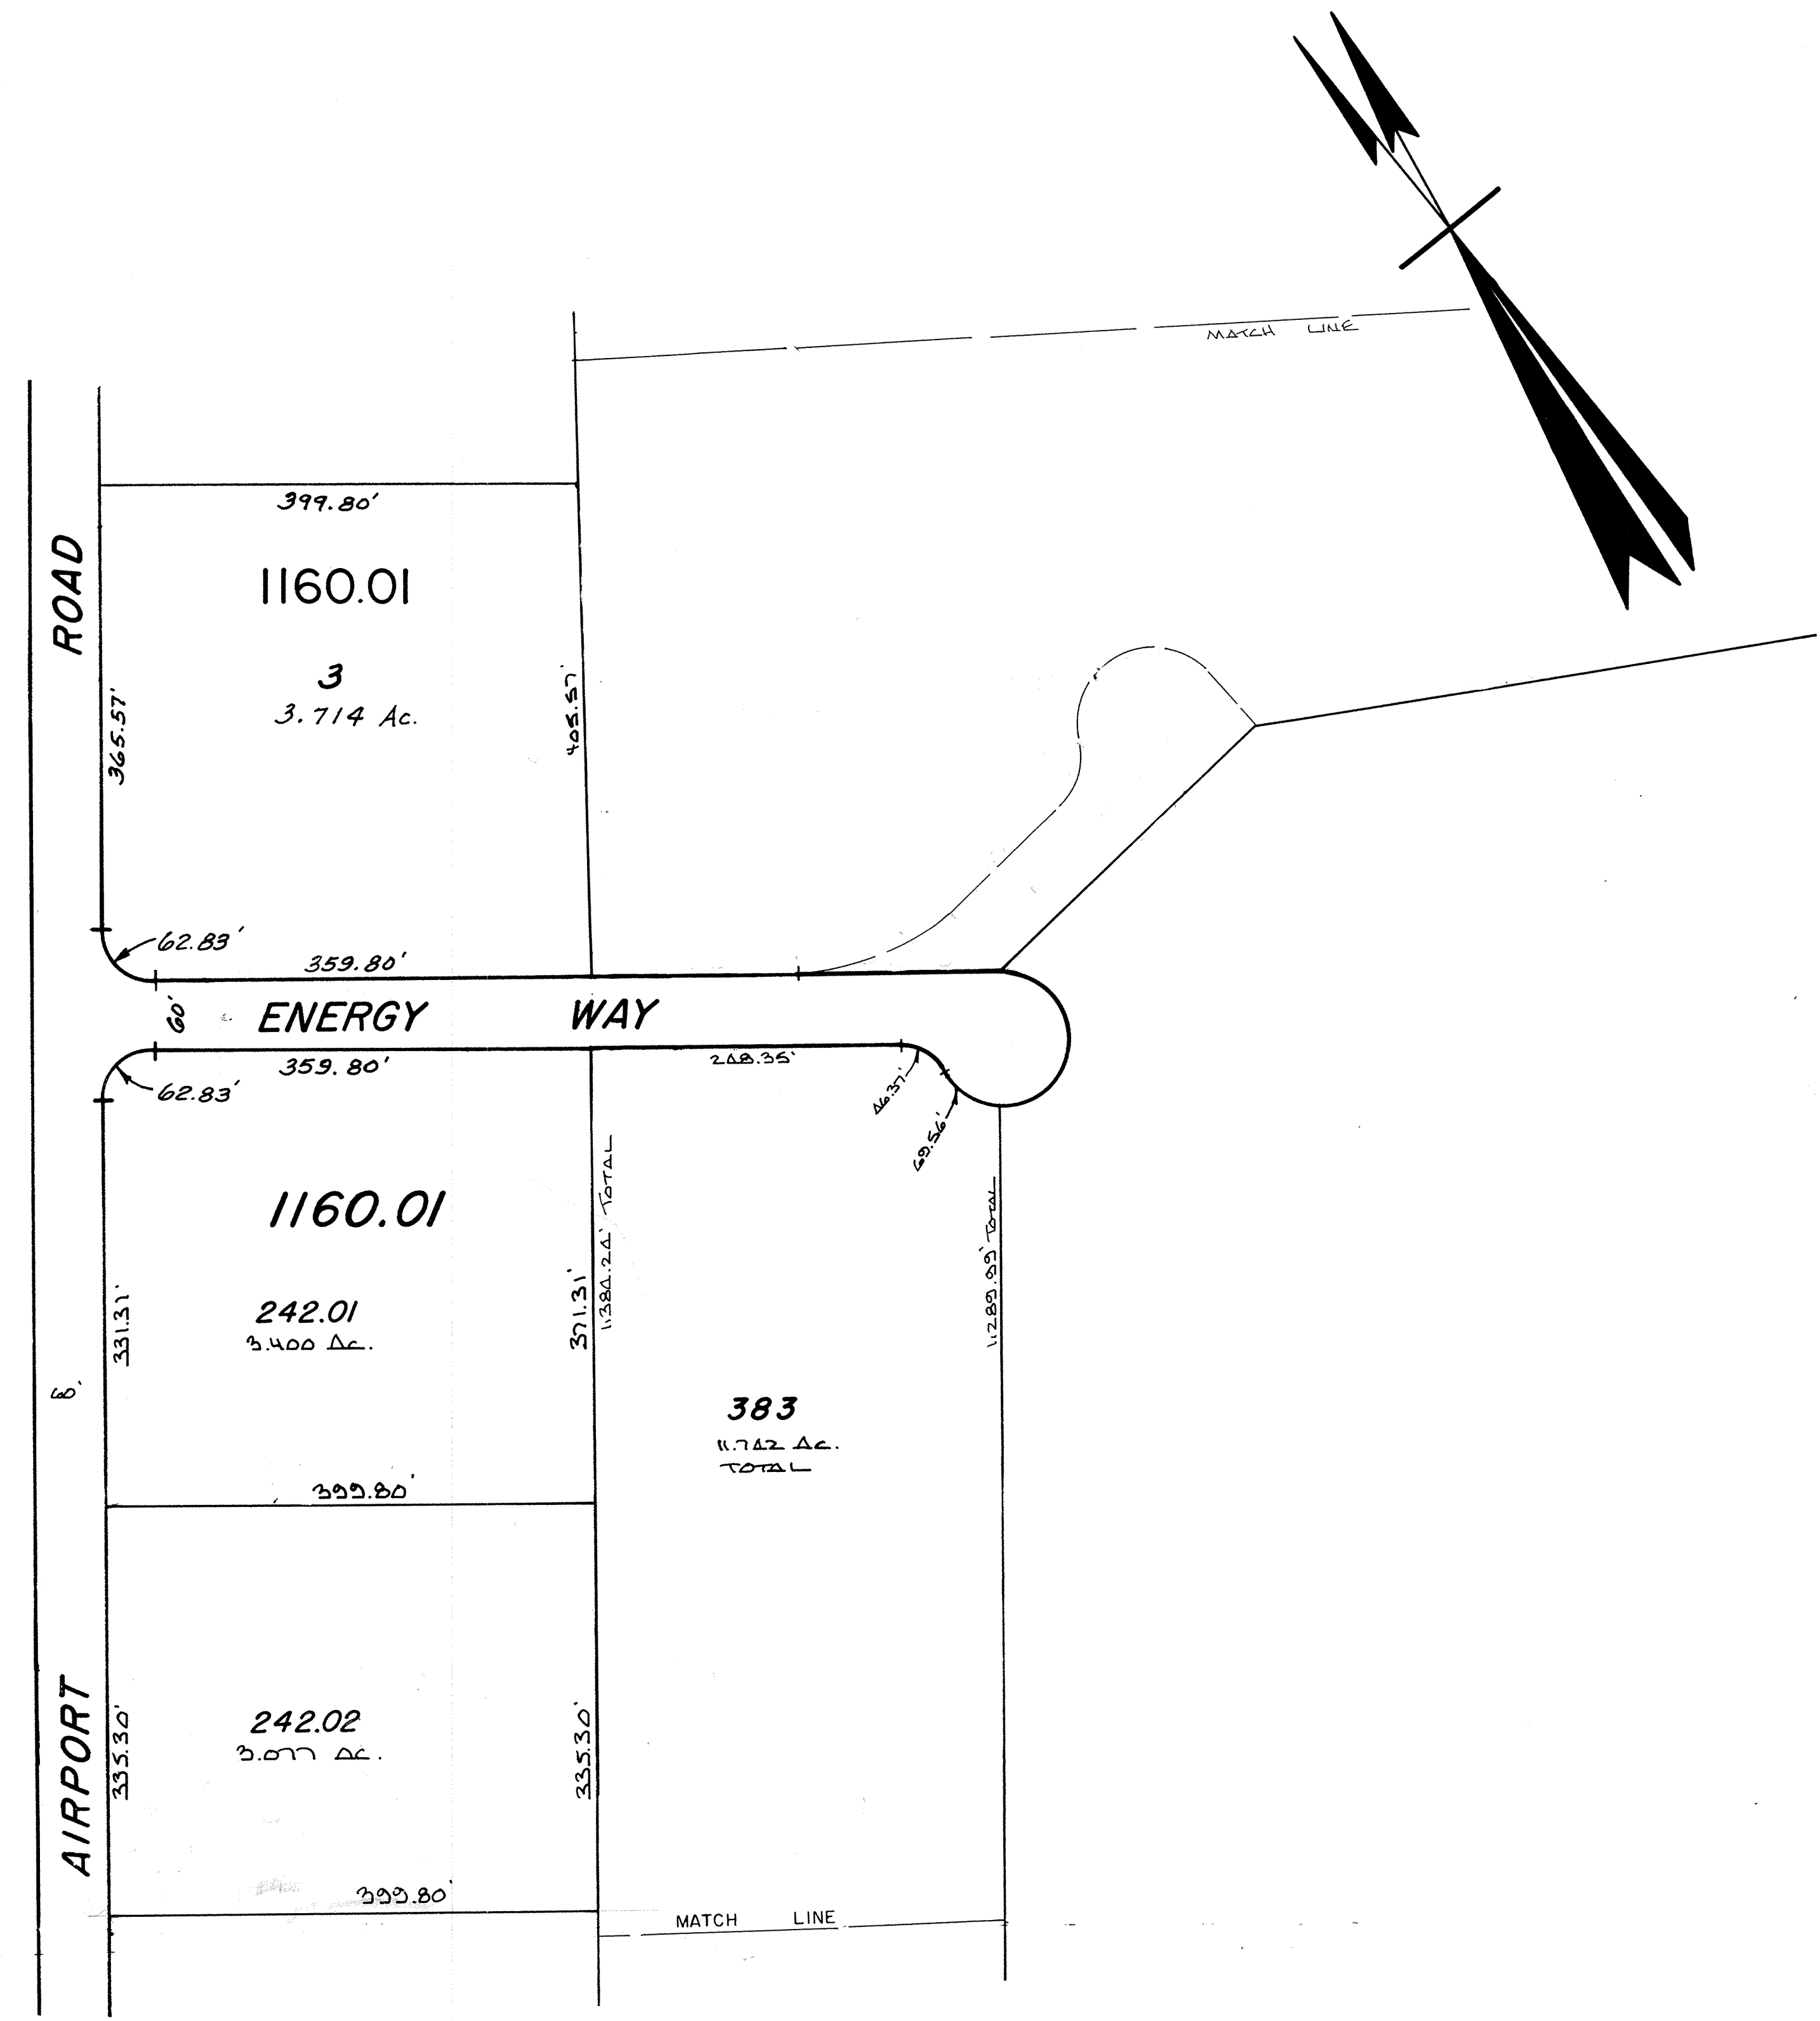 MATCH LINE
399.80'
ROAD
1160.01
3
3.714 Ac.
365.57'
405.57'
62.83'
359.80'
60'
ENERGY WAY
359.80'
248.35'
62.83'
46.37'
69.56'
1,384.24' TOTAL
1160.01
1,289.99' TOTAL
331.31'
371.31'
242.01
3.400 Ac.
60'
383
11.742 Ac.
TOTAL
399.80'
AIRPORT
242.02
3.077 Ac.
335.30'
335.30'
399.80'
MATCH LINE